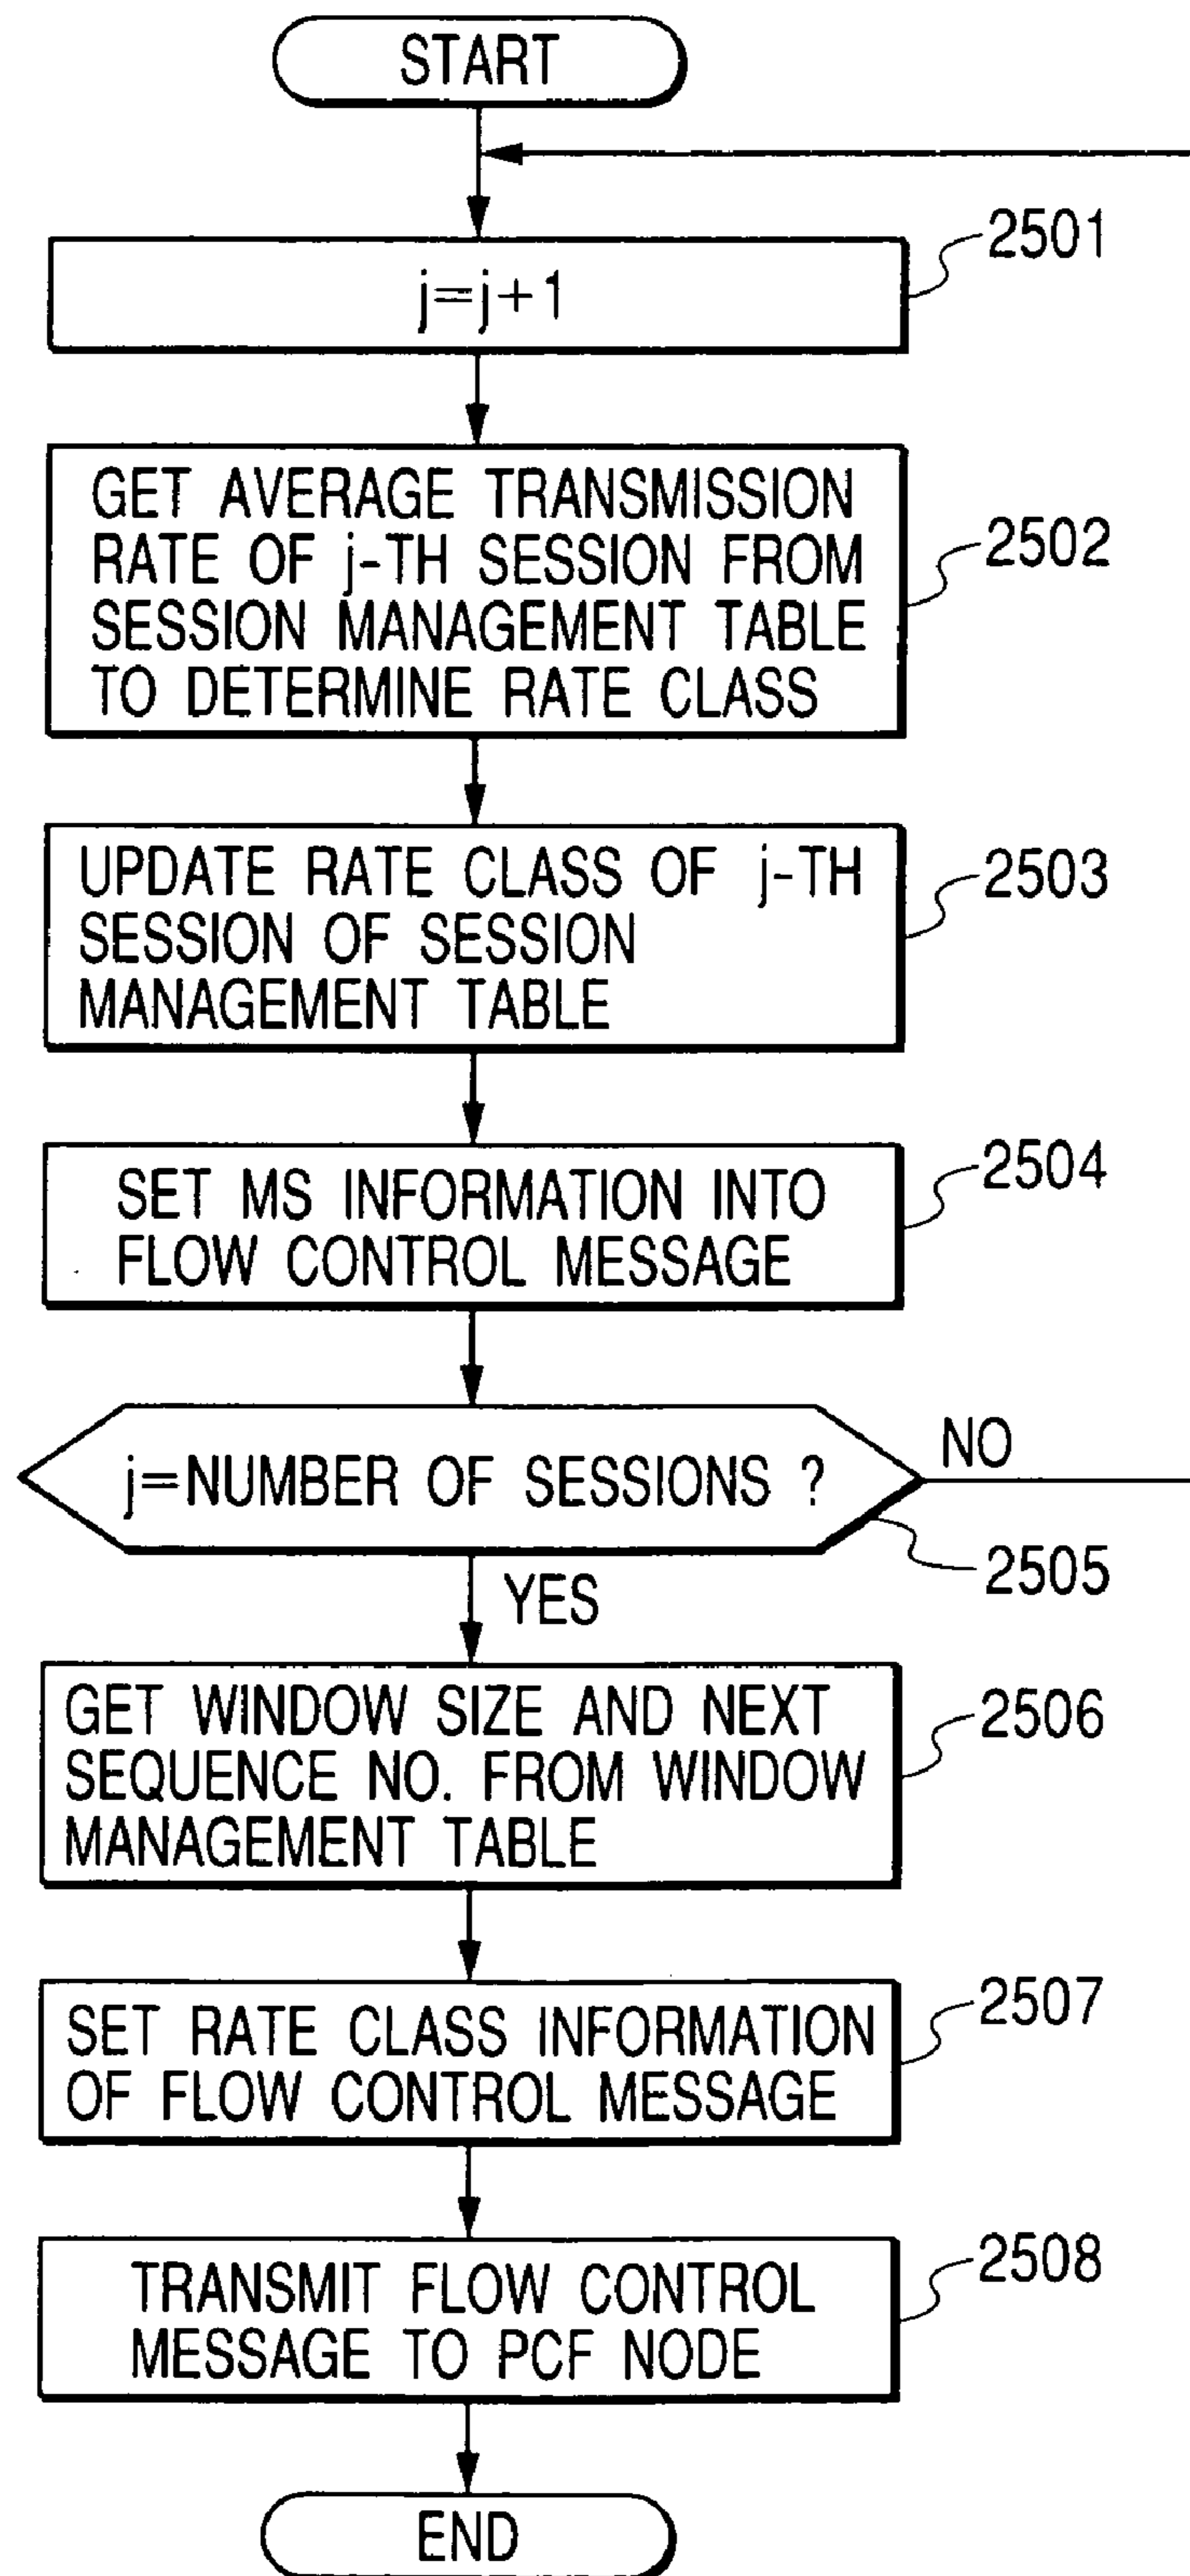 START
2501
j=j+1
GET AVERAGE TRANSMISSION
RATE OF j-TH SESSION FROM
SESSION MANAGEMENT TABLE
TO DETERMINE RATE CLASS
2502
UPDATE RATE CLASS OF j-TH
SESSION OF SESSION
MANAGEMENT TABLE
2503
SET MS INFORMATION INTO
FLOW CONTROL MESSAGE
2504
j=NUMBER OF SESSIONS ?
NO
2505
YES
GET WINDOW SIZE AND NEXT
SEQUENCE NO. FROM WINDOW
MANAGEMENT TABLE
2506
SET RATE CLASS INFORMATION
OF FLOW CONTROL MESSAGE
2507
TRANSMIT FLOW CONTROL
MESSAGE TO PCF NODE
2508
END